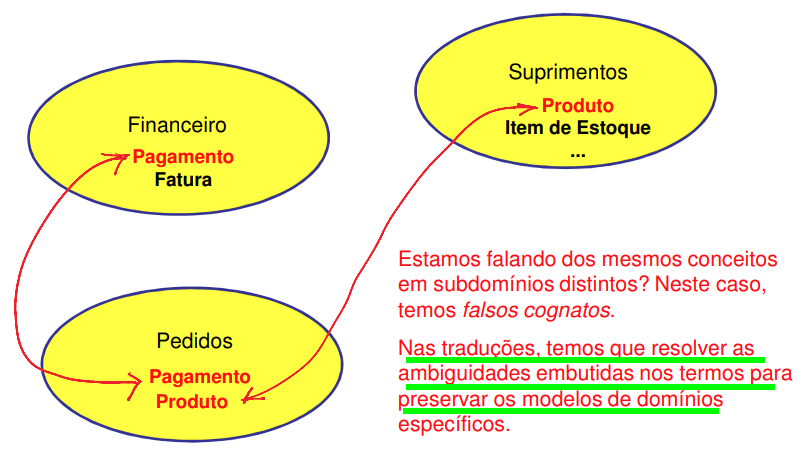 Suprimentos
Produto
Item de Estoque
...
Financeiro
Pagamento
Fatura
Estamos falando dos mesmos conceitos
em subdomínios distintos? Neste caso,
temos falsos cognatos.
Pedidos
Pagamento
Produto
Nas traduções, temos que resolver as
ambiguidades embutidas nos termos para
preservar os modelos de domínios
específicos.